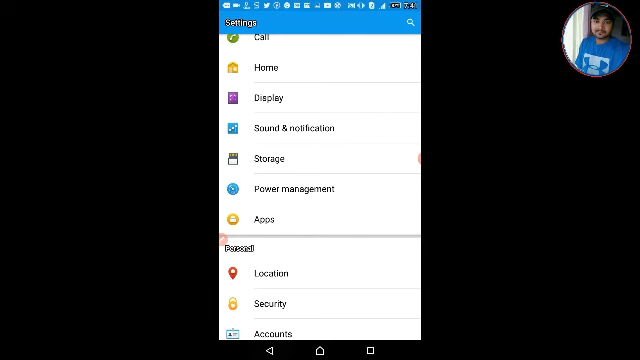 Settings
Call
Home
Display
Sound & notification
Storage
Power management
Apps
Personal
Location
Security
Accounts